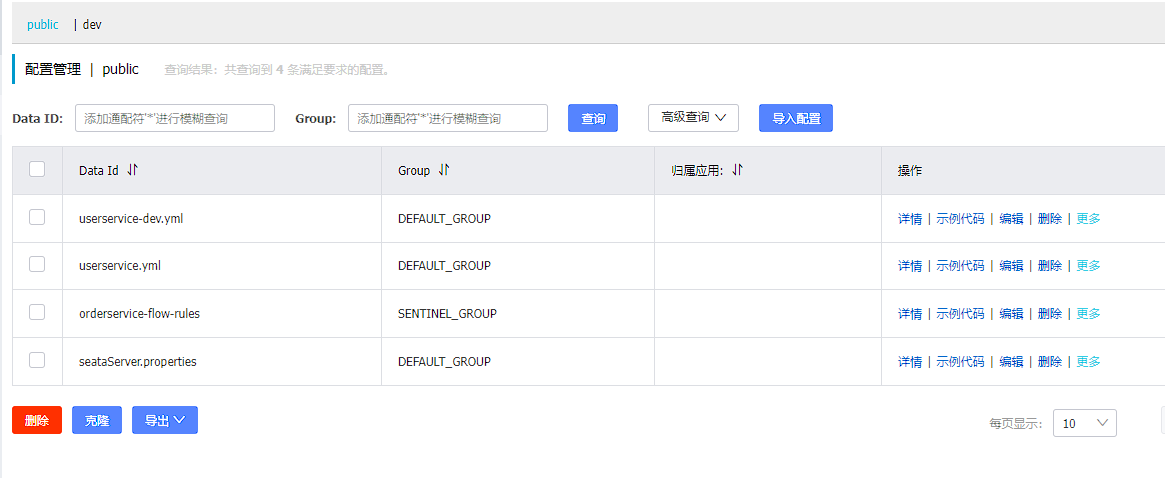 public | dev
配置管理 | public 查询结果：共查询到 4 条满足要求的配置。
Data ID: 添加通配符'*'进行模糊查询 Group: 添加通配符'*'进行模糊查询 查询 高级查询 导入配置
Data Id Group 归属应用: 操作
userservice-dev.yml DEFAULT_GROUP 详情 | 示例代码 | 编辑 | 删除 | 更多
userservice.yml DEFAULT_GROUP 详情 | 示例代码 | 编辑 | 删除 | 更多
orderservice-flow-rules SENTINEL_GROUP 详情 | 示例代码 | 编辑 | 删除 | 更多
seataServer.properties DEFAULT_GROUP 详情 | 示例代码 | 编辑 | 删除 | 更多
删除 克隆 导出 每页显示: 10